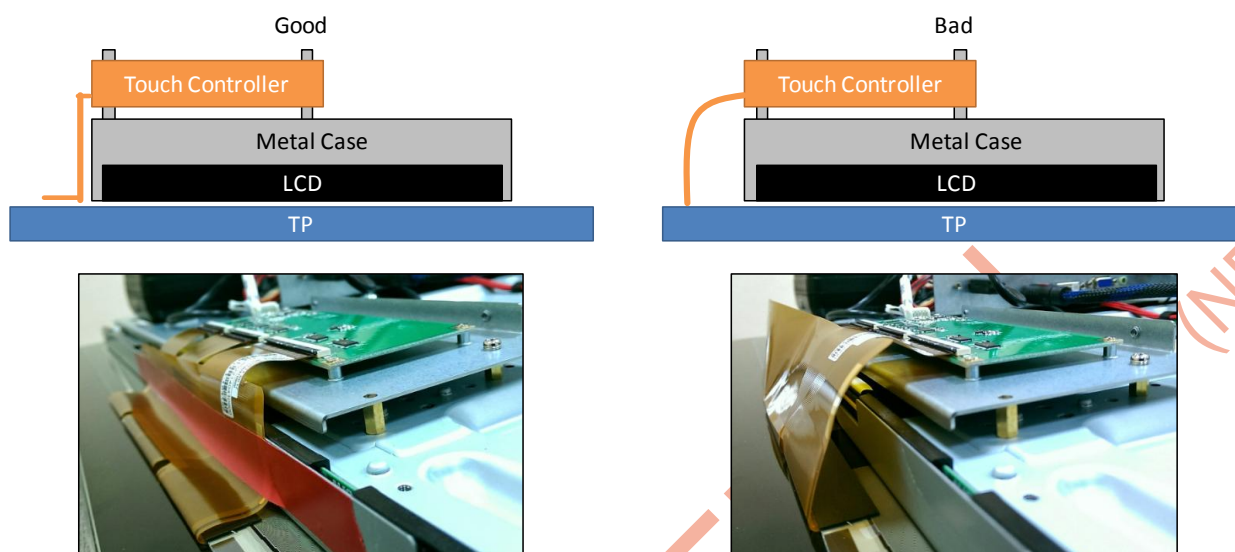 Good
Bad
Touch Controller
Touch Controller
Metal Case
Metal Case
LCD
LCD
TP
TP